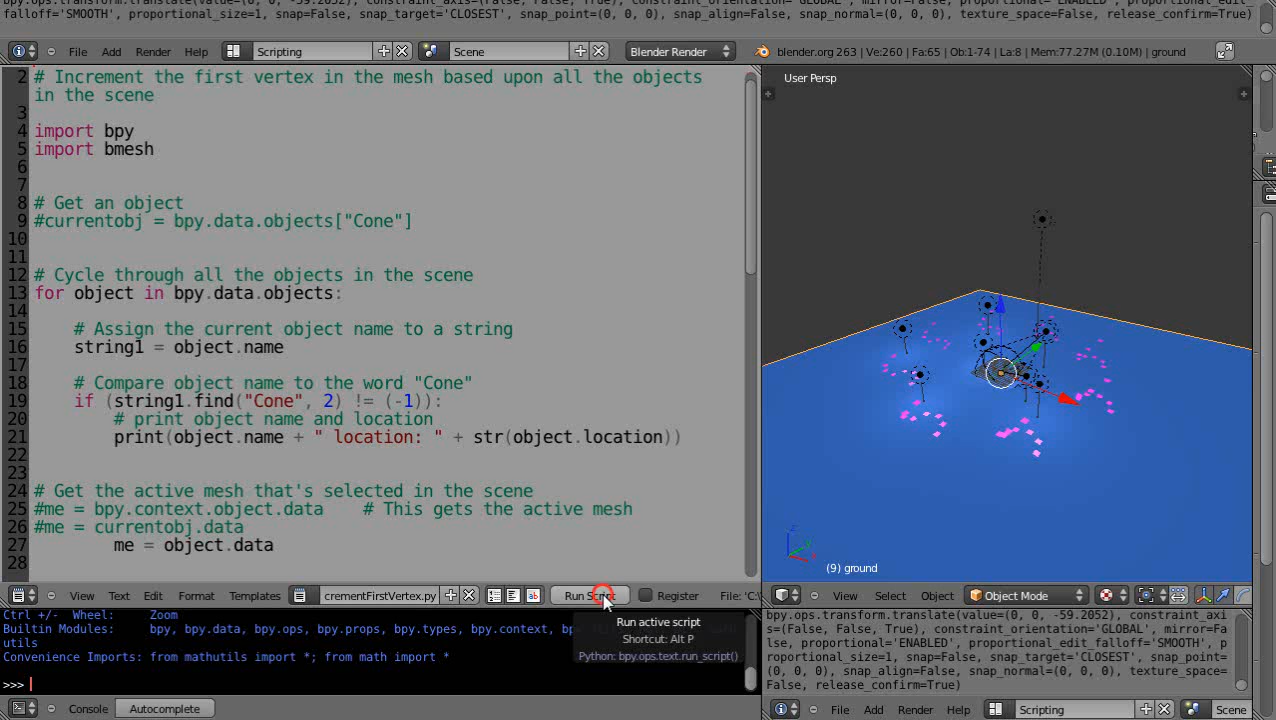 bpy.ops.transform.translate(value=(0, 0, -59.2052), constraint_axis=(False, False, True), constraint_orientation='GLOBAL', mirror=False, proportional='ENABLED', proportional_edit_
falloff='SMOOTH', proportional_size=1, snap=False, snap_target='CLOSEST', snap_point=(0, 0, 0), snap_align=False, snap_normal=(0, 0, 0), texture_space=False, release_confirm=True)
File Add Render Help Scripting Scene Blender Render blender.org 263 | Ve:260 | Fa:65 | Ob:1-74 | La:8 | Mem:77.27M (0.10M) | ground
2 # Increment the first vertex in the mesh based upon all the objects
in the scene
3
4 import bpy
5 import bmesh
6
7
8 # Get an object
9 #currentobj = bpy.data.objects["Cone"]
10
11
12 # Cycle through all the objects in the scene
13 for object in bpy.data.objects:
14
15 # Assign the current object name to a string
16 string1 = object.name
17
18 # Compare object name to the word "Cone"
19 if (string1.find("Cone", 2) != (-1)):
20 # print object name and location
21 print(object.name + " location: " + str(object.location))
22
23
24 # Get the active mesh that's selected in the scene
25 #me = bpy.context.object.data # This gets the active mesh
26 #me = currentobj.data
27 me = object.data
28
User Persp
(9) ground
View Text Edit Format Templates crementFirstVertex.py Run Script Register File: 'C:\
View Select Object Object Mode
Run active script
Shortcut: Alt P
Python: bpy.ops.text.run_script()
Ctrl +/- Wheel: Zoom
Builtin Modules: bpy, bpy.data, bpy.ops, bpy.props, bpy.types, bpy.context,
utils
Convenience Imports: from mathutils import *; from math import *
>>>
Console Autocomplete
bpy.ops.transform.translate(value=(0, 0, -59.2052), constraint_axi
s=(False, False, True), constraint_orientation='GLOBAL', mirror=Fa
lse, proportional='ENABLED', proportional_edit_falloff='SMOOTH', p
roportional_size=1, snap=False, snap_target='CLOSEST', snap_point=
(0, 0, 0), snap_align=False, snap_normal=(0, 0, 0), texture_space=
False, release_confirm=True)
File Add Render Help Scripting Scene